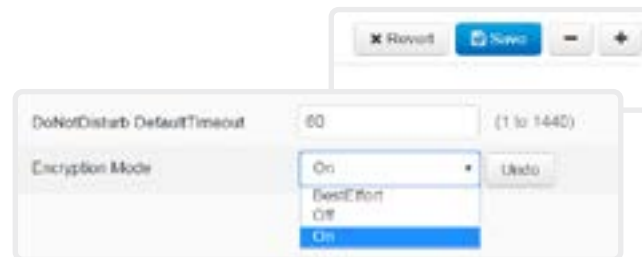 ✖ Revert Save − +
DoNotDisturb DefaultTimeout 60 (1 to 1440)
Encryption Mode On Undo
BestEffort
Off
On